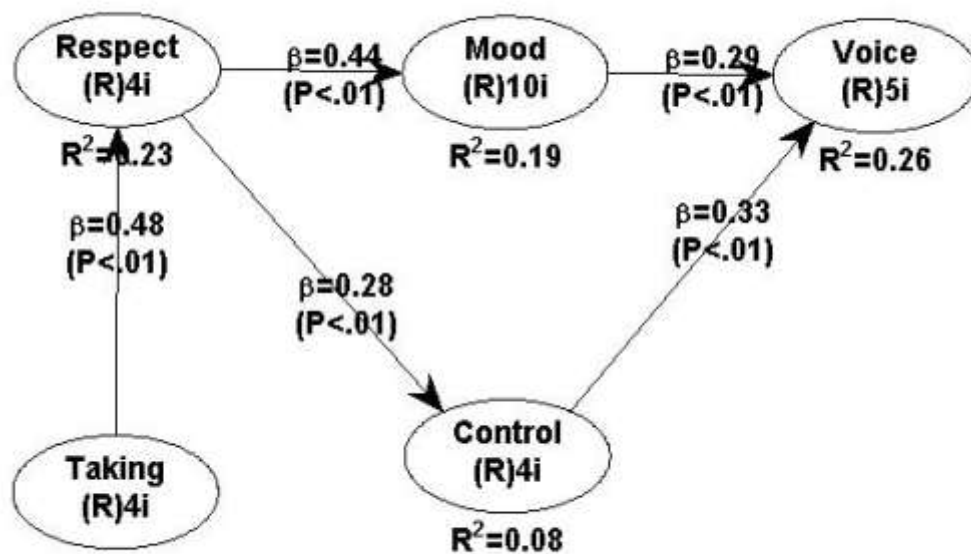 Respect
(R)4i
R²=0.23
β=0.44
(P<.01)
Mood
(R)10i
R²=0.19
β=0.29
(P<.01)
Voice
(R)5i
R²=0.26
β=0.48
(P<.01)
β=0.28
(P<.01)
β=0.33
(P<.01)
Taking
(R)4i
Control
(R)4i
R²=0.08